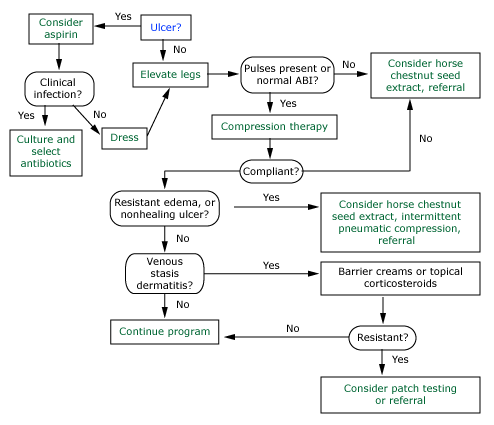 Consider
aspirin
Yes
Ulcer?
No
Clinical
infection?
Elevate legs
Pulses present or
normal ABI?
No
Consider horse
chestnut seed
extract, referral
Yes
No
Yes
Culture and
select
antibiotics
Dress
Compression therapy
No
Compliant?
Resistant edema, or
nonhealing ulcer?
Yes
Consider horse chestnut
seed extract, intermittent
pneumatic compression,
referral
No
Venous
stasis
dermatitis?
Yes
Barrier creams or topical
corticosteroids
No
Continue program
No
Resistant?
Yes
Consider patch testing
or referral